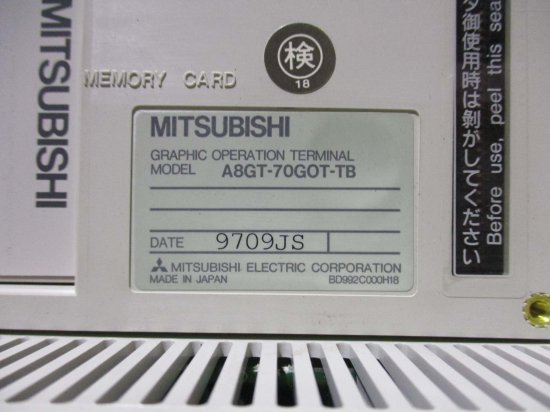 MITSUBISHI
MEMORY CARD
検
18
MITSUBISHI
GRAPHIC OPERATION TERMINAL
MODEL A8GT-70GOT-TB
DATE 9709JS
MITSUBISHI ELECTRIC CORPORATION
MADE IN JAPAN BD992C000H18
タ御使用時は剝がしてください
Before use, peel this sea